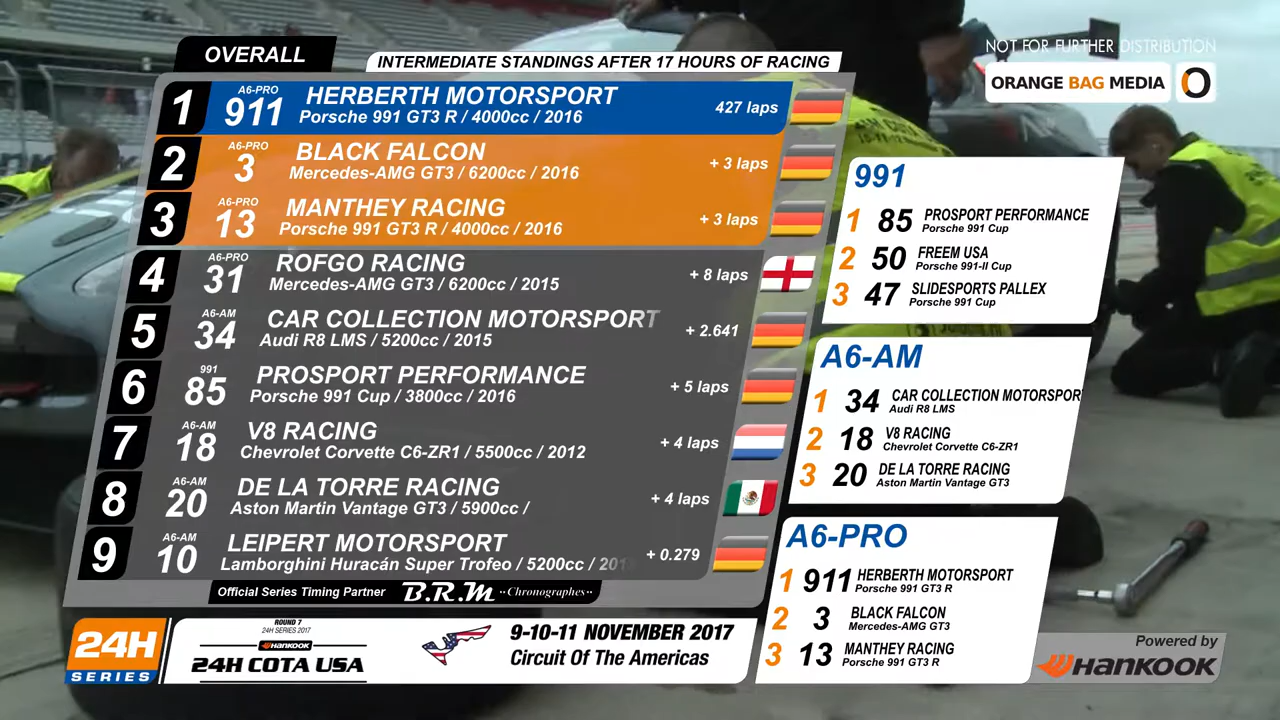 OVERALL
INTERMEDIATE STANDINGS AFTER 17 HOURS OF RACING
1 A6-PRO 911 HERBERTH MOTORSPORT 427 laps
Porsche 991 GT3 R / 4000cc / 2016
2 A6-PRO 3 BLACK FALCON + 3 laps
Mercedes-AMG GT3 / 6200cc / 2016
3 A6-PRO 13 MANTHEY RACING + 3 laps
Porsche 991 GT3 R / 4000cc / 2016
4 A6-PRO 31 ROFGO RACING + 8 laps
Mercedes-AMG GT3 / 6200cc / 2015
5 A6-AM 34 CAR COLLECTION MOTORSPORT + 2.641
Audi R8 LMS / 5200cc / 2015
6 991 85 PROSPORT PERFORMANCE + 5 laps
Porsche 991 Cup / 3800cc / 2016
7 A6-AM 18 V8 RACING + 4 laps
Chevrolet Corvette C6-ZR1 / 5500cc / 2012
8 A6-AM 20 DE LA TORRE RACING + 4 laps
Aston Martin Vantage GT3 / 5900cc /
9 A6-AM 10 LEIPERT MOTORSPORT + 0.279
Lamborghini Huracán Super Trofeo / 5200cc /
Official Series Timing Partner B.R.M Chronographes
24H SERIES
ROUND 7
24H SERIES 2017
HANKOOK
24H COTA USA
9-10-11 NOVEMBER 2017
Circuit Of The Americas
NOT FOR FURTHER DISTRIBUTION
ORANGE BAG MEDIA
991
1 85 PROSPORT PERFORMANCE
Porsche 991 Cup
2 50 FREEM USA
Porsche 991-II Cup
3 47 SLIDESPORTS PALLEX
Porsche 991 Cup
A6-AM
1 34 CAR COLLECTION MOTORSPOR
Audi R8 LMS
2 18 V8 RACING
Chevrolet Corvette C6-ZR1
3 20 DE LA TORRE RACING
Aston Martin Vantage GT3
A6-PRO
1 911 HERBERTH MOTORSPORT
Porsche 991 GT3 R
2 3 BLACK FALCON
Mercedes-AMG GT3
3 13 MANTHEY RACING
Porsche 991 GT3 R
Powered by
HANKOOK